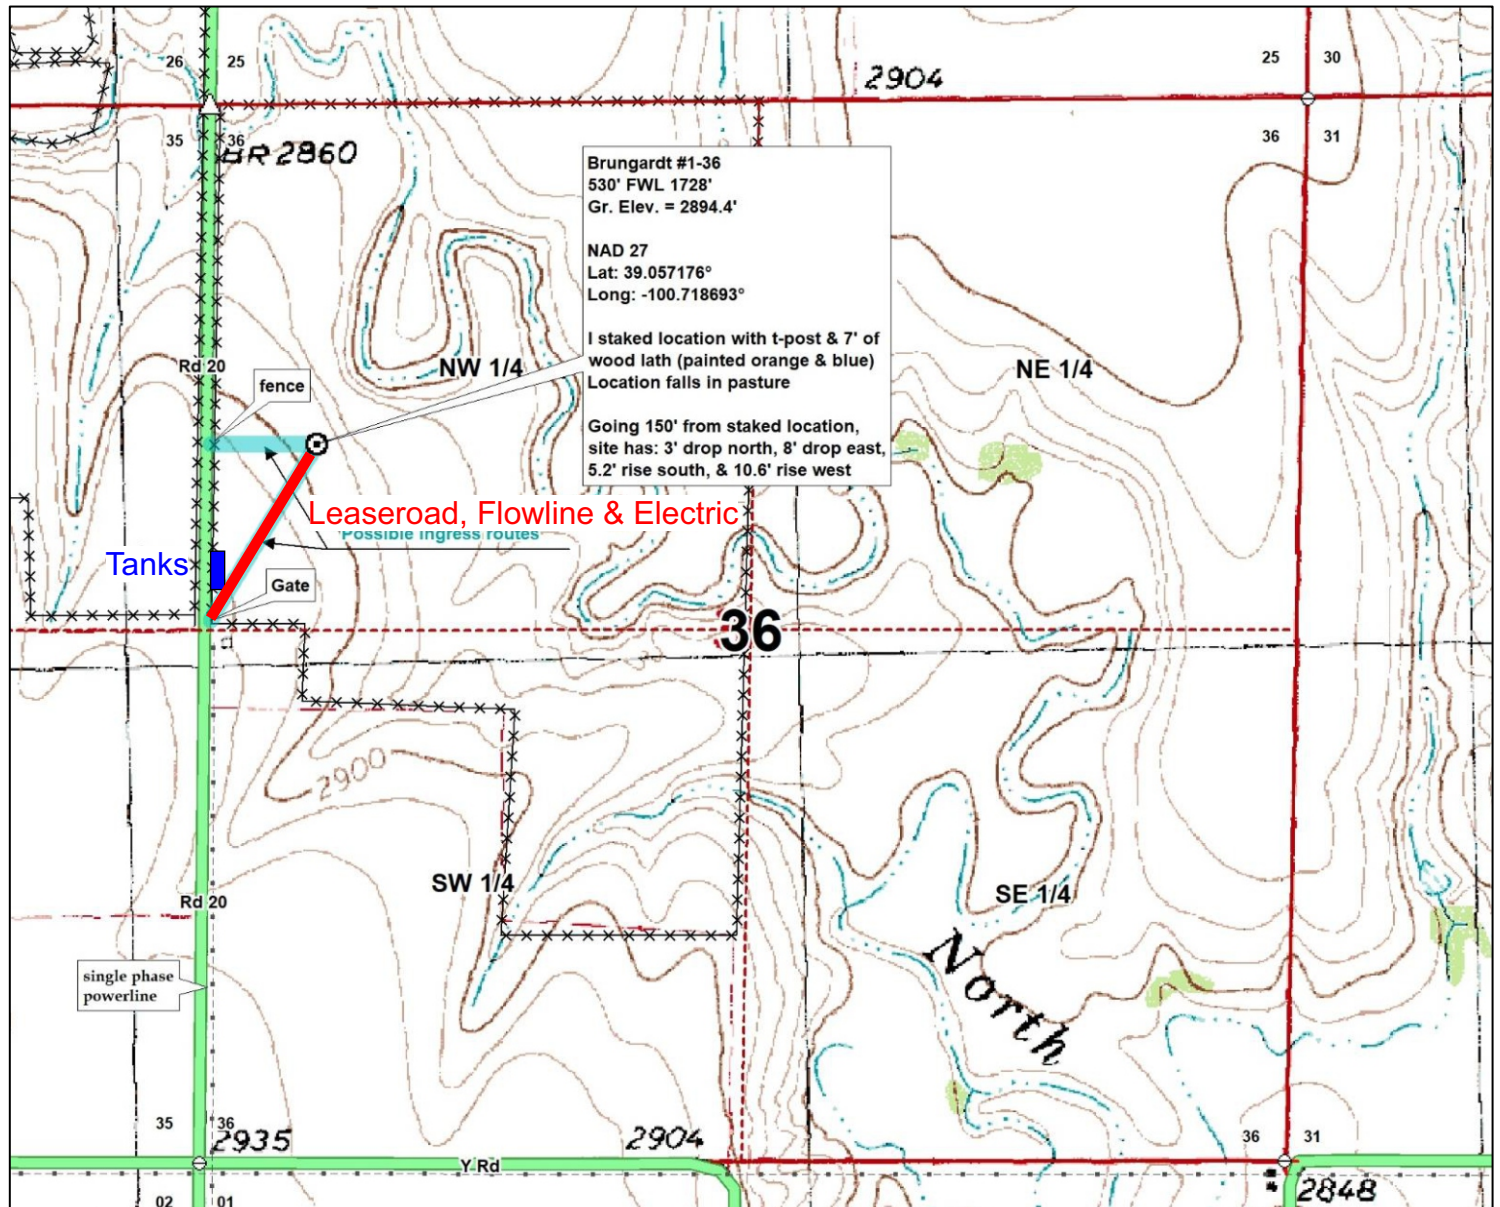 26 25
25 30
2904
35 36
36 31
BR 2860
Brungardt #1-36
530' FWL 1728'
Gr. Elev. = 2894.4'
NAD 27
Lat: 39.057176°
Long: -100.718693°
I staked location with t-post & 7' of
wood lath (painted orange & blue)
Location falls in pasture
Going 150' from staked location,
site has: 3' drop north, 8' drop east,
5.2' rise south, & 10.6' rise west
Rd 20
NW 1/4
NE 1/4
fence
Leaseroad, Flowline & Electric
Possible ingress routes
Tanks
Gate
36
2900
SW 1/4
SE 1/4
Rd 20
North
single phase
powerline
35 36
2935
2904
36 31
Y Rd
2848
02 01